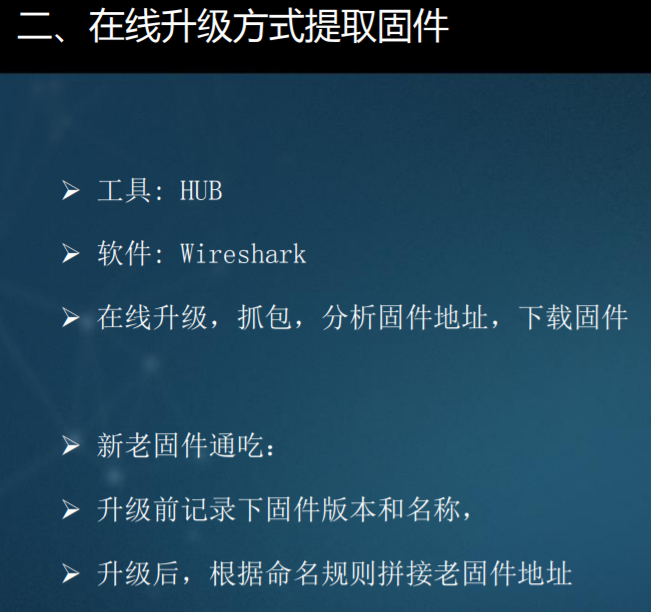 二、在线升级方式提取固件
➢ 工具: HUB
➢ 软件: Wireshark
➢ 在线升级，抓包，分析固件地址，下载固件
➢ 新老固件通吃:
➢ 升级前记录下固件版本和名称，
➢ 升级后，根据命名规则拼接老固件地址